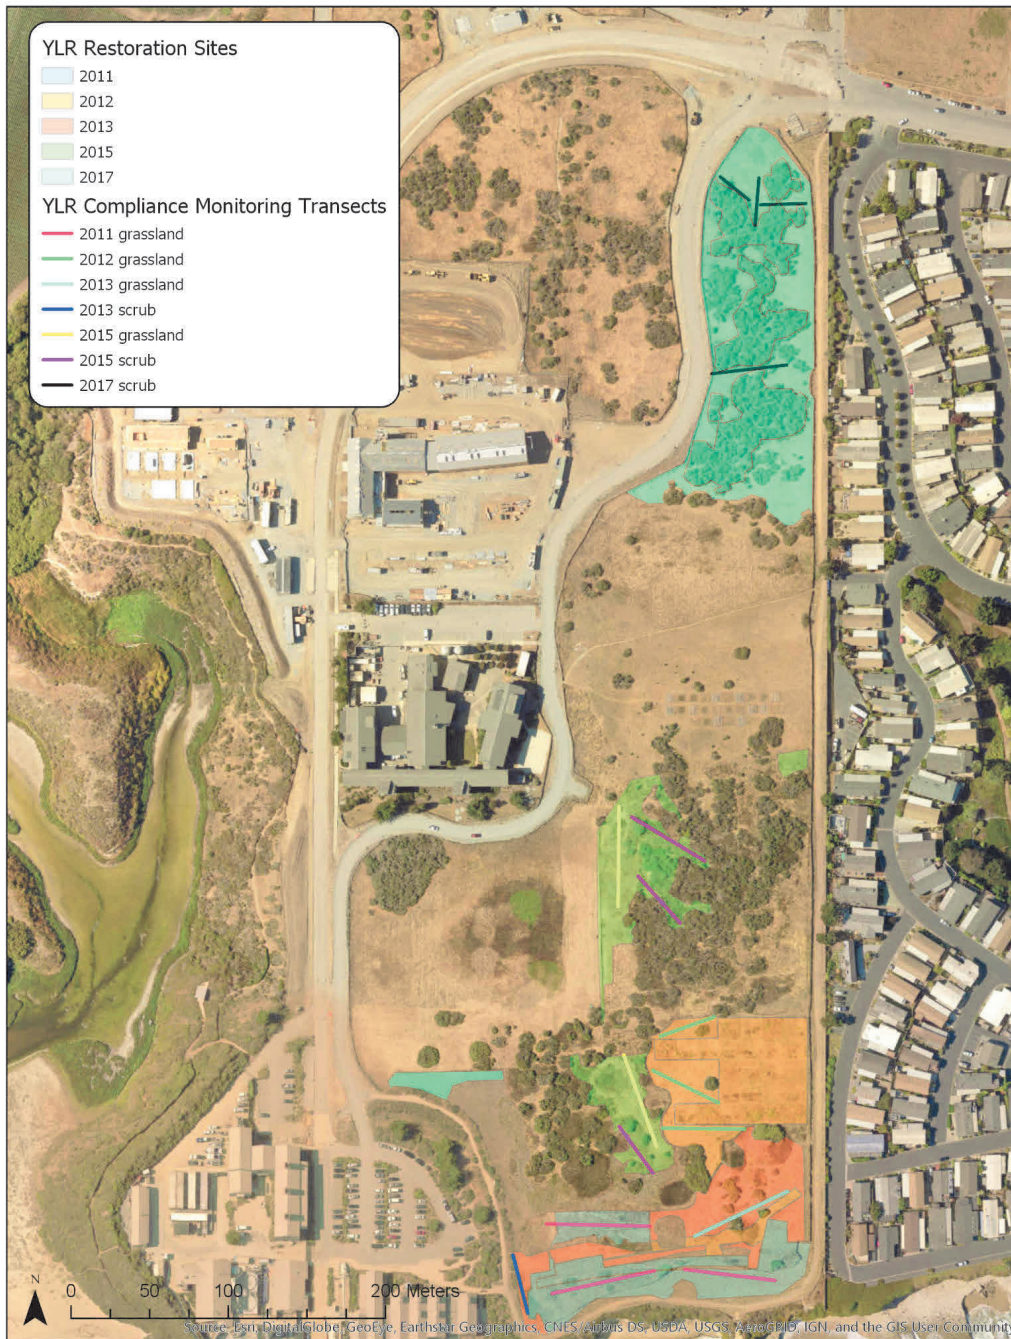 YLR Restoration Sites
2011
2012
2013
2015
2017
YLR Compliance Monitoring Transects
2011 grassland
2012 grassland
2013 grassland
2013 scrub
2015 grassland
2015 scrub
2017 scrub
N
0 50 100 200 Meters
Source: Esri, DigitalGlobe, GeoEye, Earthstar Geographics, CNES/Airbus DS, USDA, USGS, AeroGRID, IGN, and the GIS User Community